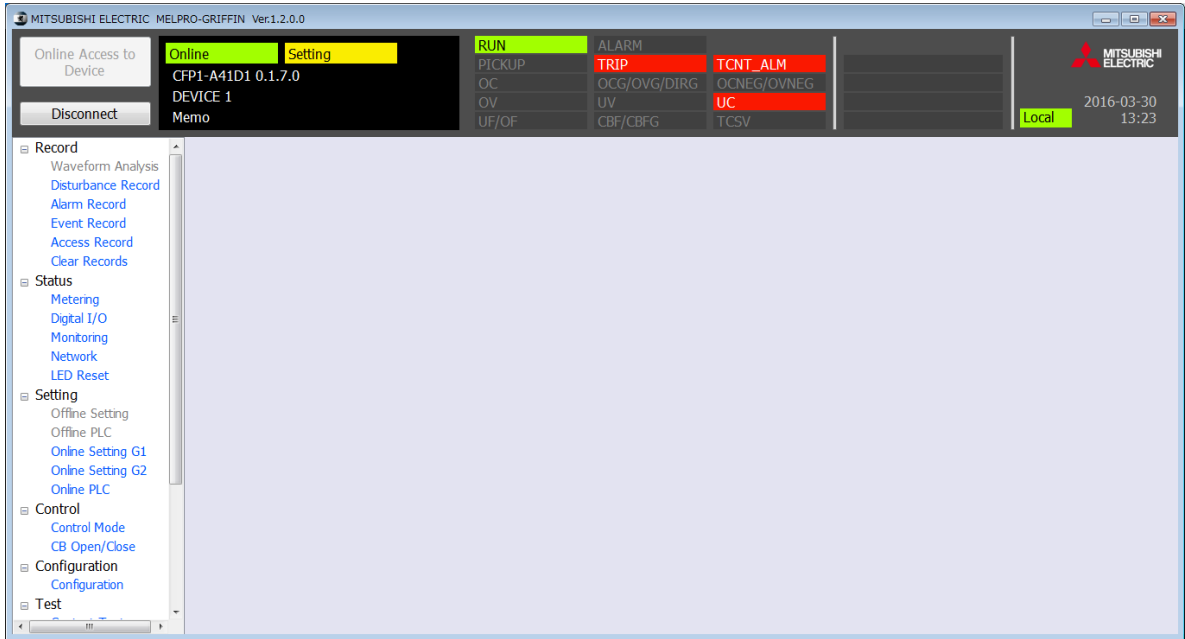 MITSUBISHI ELECTRIC MELPRO-GRIFFIN Ver.1.2.0.0
Online Access to
Device
Disconnect
Online Setting
CFP1-A41D1 0.1.7.0
DEVICE 1
Memo
RUN ALARM
PICKUP TRIP TCNT_ALM
OC OCG/OVG/DIRG OCNEG/OVNEG
OV UV UC
UF/OF CBF/CBFG TCSV
MITSUBISHI
ELECTRIC
2016-03-30
Local 13:23
Record
Waveform Analysis
Disturbance Record
Alarm Record
Event Record
Access Record
Clear Records
Status
Metering
Digital I/O
Monitoring
Network
LED Reset
Setting
Offline Setting
Offline PLC
Online Setting G1
Online Setting G2
Online PLC
Control
Control Mode
CB Open/Close
Configuration
Configuration
Test